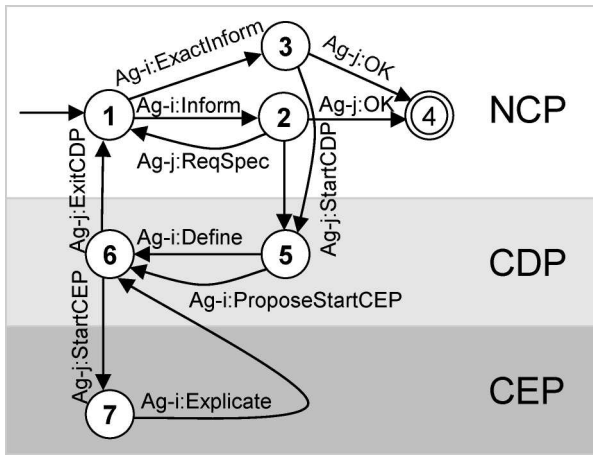 Ag-i:ExactInform
3
Ag-j:OK
1
Ag-i:Inform
2
Ag-j:OK
4
NCP
Ag-j:ReqSpec
Ag-j:StartCDP
Ag-j:ExitCDP
6
Ag-i:Define
5
CDP
Ag-i:ProposeStartCEP
Ag-j:StartCEP
7
Ag-i:Explicate
CEP